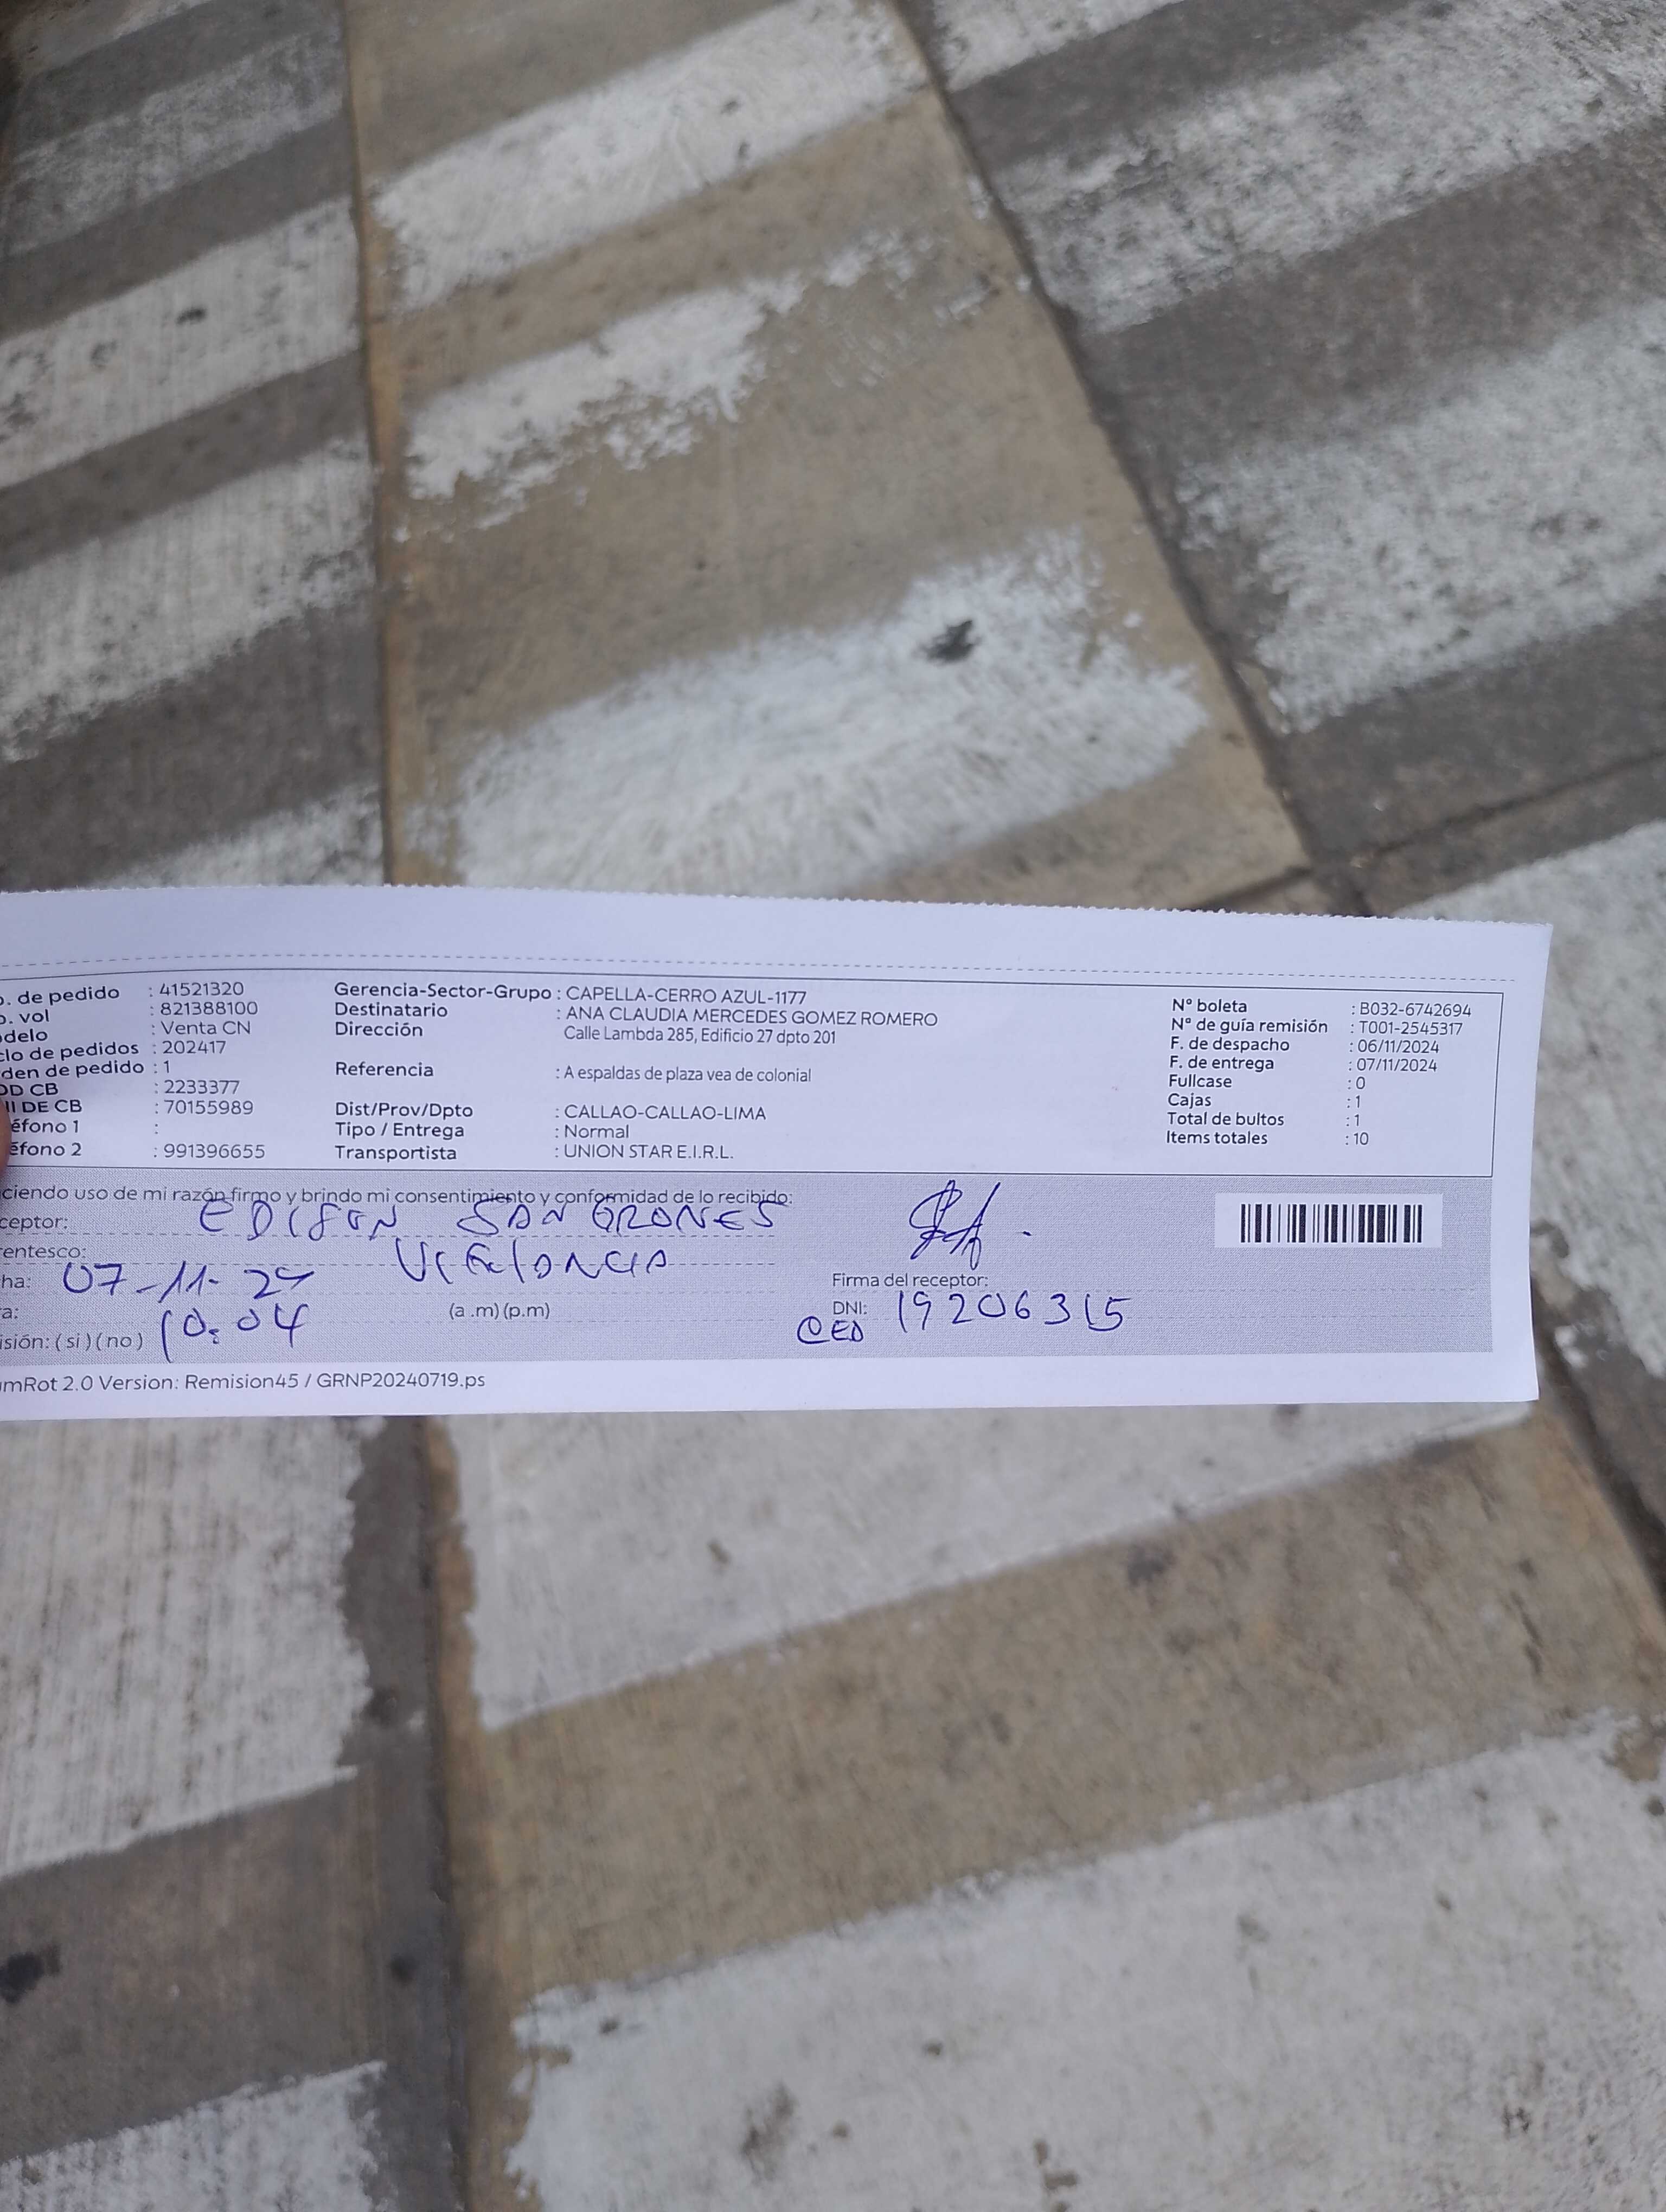 o. de pedido : 41521320
o. vol : 821388100
delo : Venta CN
clo de pedidos : 202417
den de pedido : 1
OD CB : 2233377
II DE CB : 70155989
éfono 1 :
éfono 2 : 991396655
Gerencia-Sector-Grupo : CAPELLA-CERRO AZUL-1177
Destinatario : ANA CLAUDIA MERCEDES GOMEZ ROMERO
Dirección Calle Lambda 285, Edificio 27 dpto 201
Referencia : A espaldas de plaza vea de colonial
Dist/Prov/Dpto : CALLAO-CALLAO-LIMA
Tipo / Entrega : Normal
Transportista : UNION STAR E.I.R.L.
N° boleta : B032-6742694
N° de guía remisión : T001-2545317
F. de despacho : 06/11/2024
F. de entrega : 07/11/2024
Fullcase : 0
Cajas : 1
Total de bultos : 1
Items totales : 10
ciendo uso de mi razón firmo y brindo mi consentimiento y conformidad de lo recibido:
ceptor: EDISON SANGRONES
entesco: VIGILANCIA
ha: 07-11-24
a: 10:04 (a .m) (p.m)
isión: ( si ) ( no )
Firma del receptor:
DNI: 19206315
CED
mRot 2.0 Version: Remision45 / GRNP20240719.ps